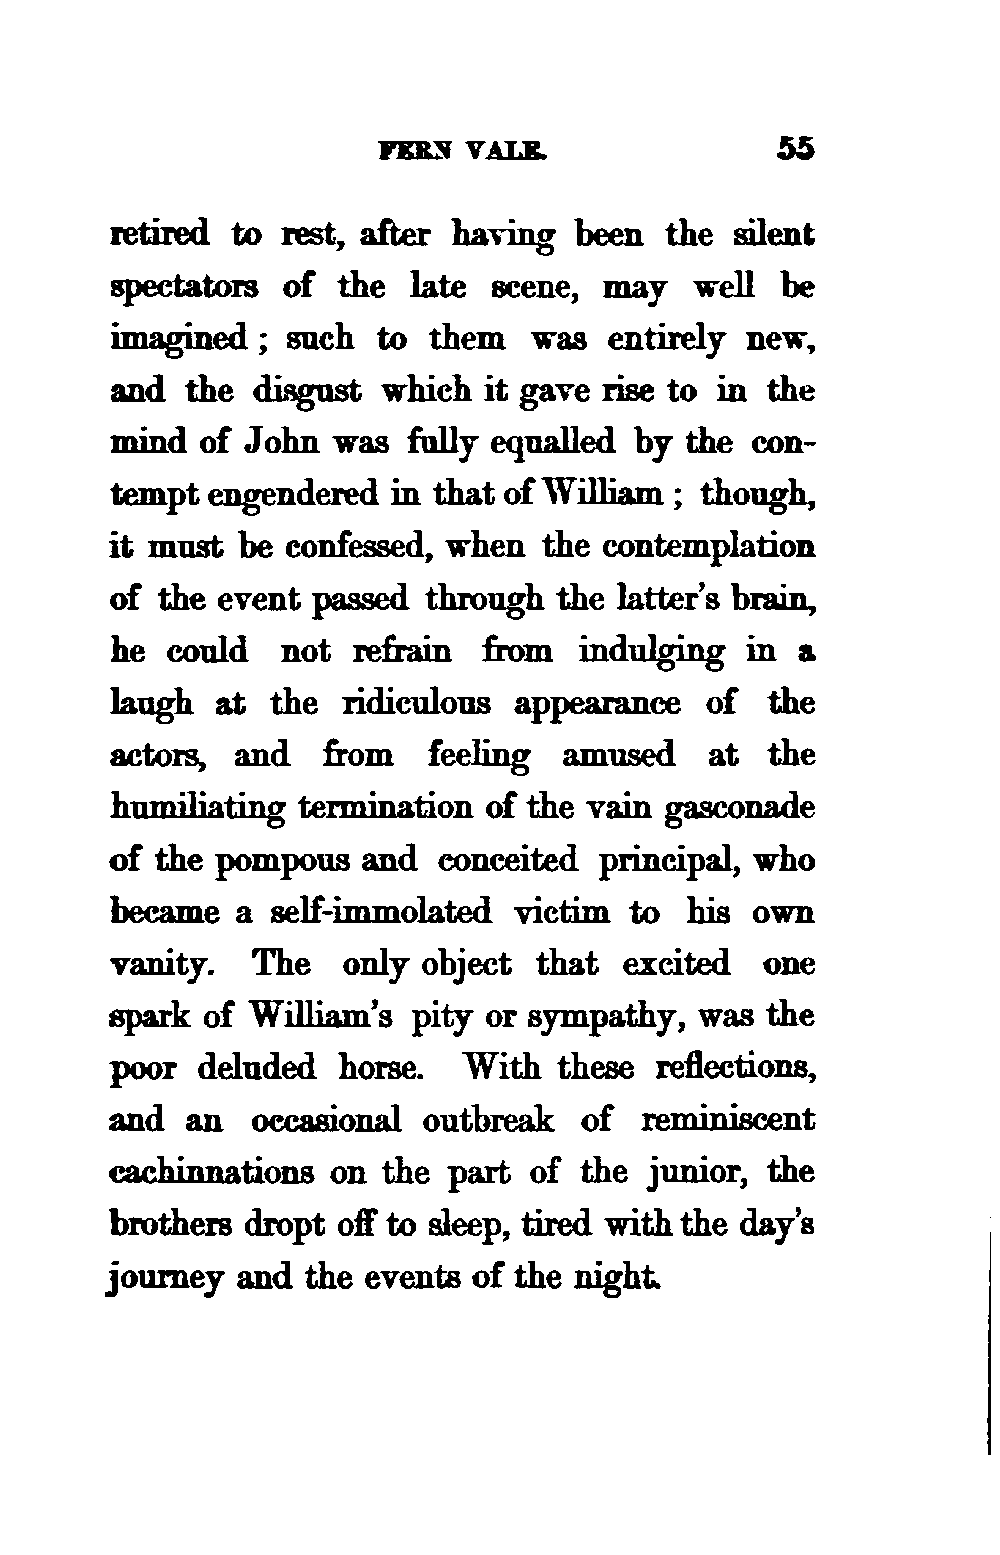 FERN VALE. 55
retired to rest, after having been the silent
spectators of the late scene, may well be
imagined ; such to them was entirely new,
and the disgust which it gave rise to in the
mind of John was fully equalled by the con-
tempt engendered in that of William ; though,
it must be confessed, when the contemplation
of the event passed through the latter's brain,
he could not refrain from indulging in a
laugh at the ridiculous appearance of the
actors, and from feeling amused at the
humiliating termination of the vain gasconade
of the pompous and conceited principal, who
became a self-immolated victim to his own
vanity. The only object that excited one
spark of William's pity or sympathy, was the
poor deluded horse. With these reflections,
and an occasional outbreak of reminiscent
cachinnations on the part of the junior, the
brothers dropt off to sleep, tired with the day's
journey and the events of the night.